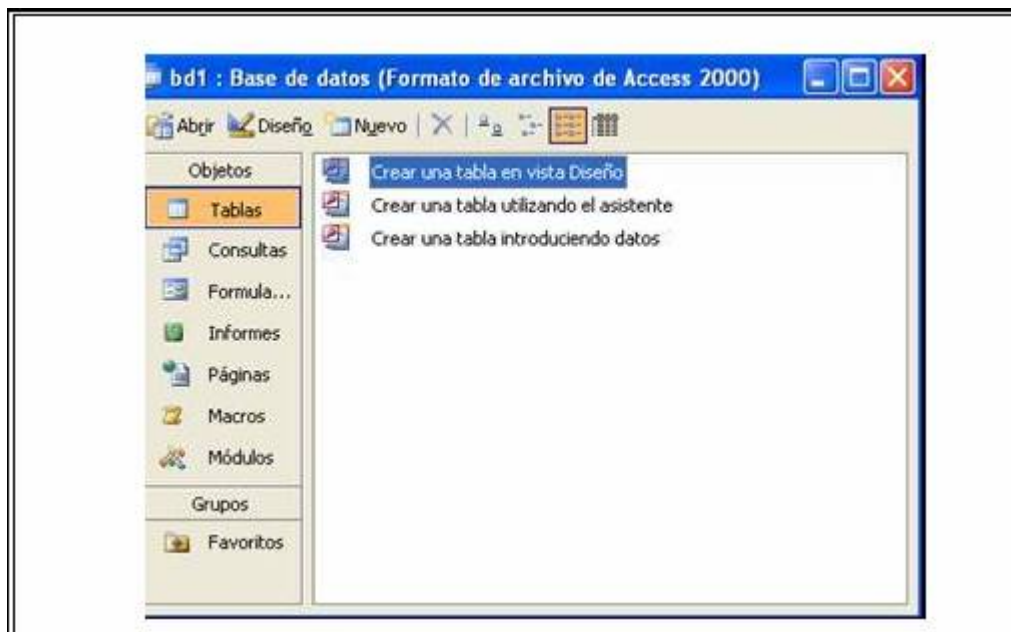 bd1 : Base de datos (Formato de archivo de Access 2000)
Abrir Diseño Nuevo
Objetos
Tablas
Consultas
Formula...
Informes
Páginas
Macros
Módulos
Grupos
Favoritos
Crear una tabla en vista Diseño
Crear una tabla utilizando el asistente
Crear una tabla introduciendo datos